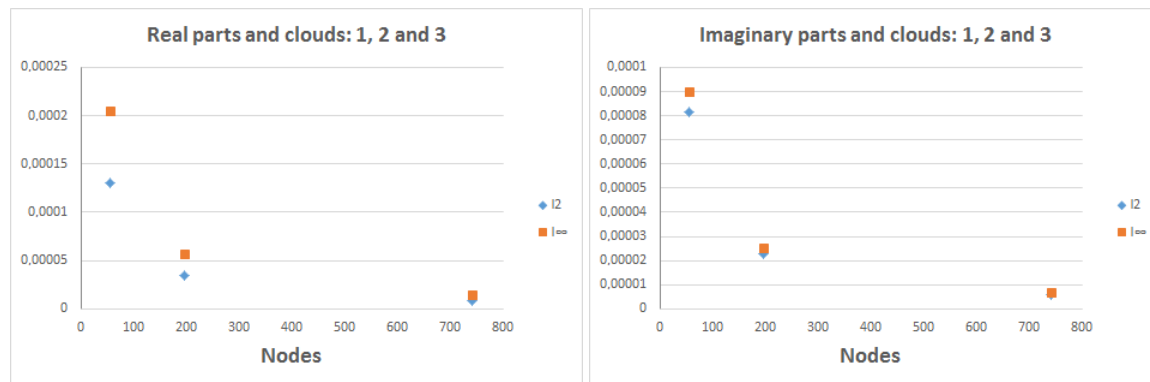 Real parts and clouds: 1, 2 and 3
0,00025
0,0002
0,00015
0,0001
0,00005
0
0 100 200 300 400 500 600 700 800
Nodes
l2
l∞
Imaginary parts and clouds: 1, 2 and 3
0,0001
0,00009
0,00008
0,00007
0,00006
0,00005
0,00004
0,00003
0,00002
0,00001
0
0 100 200 300 400 500 600 700 800
Nodes
l2
l∞